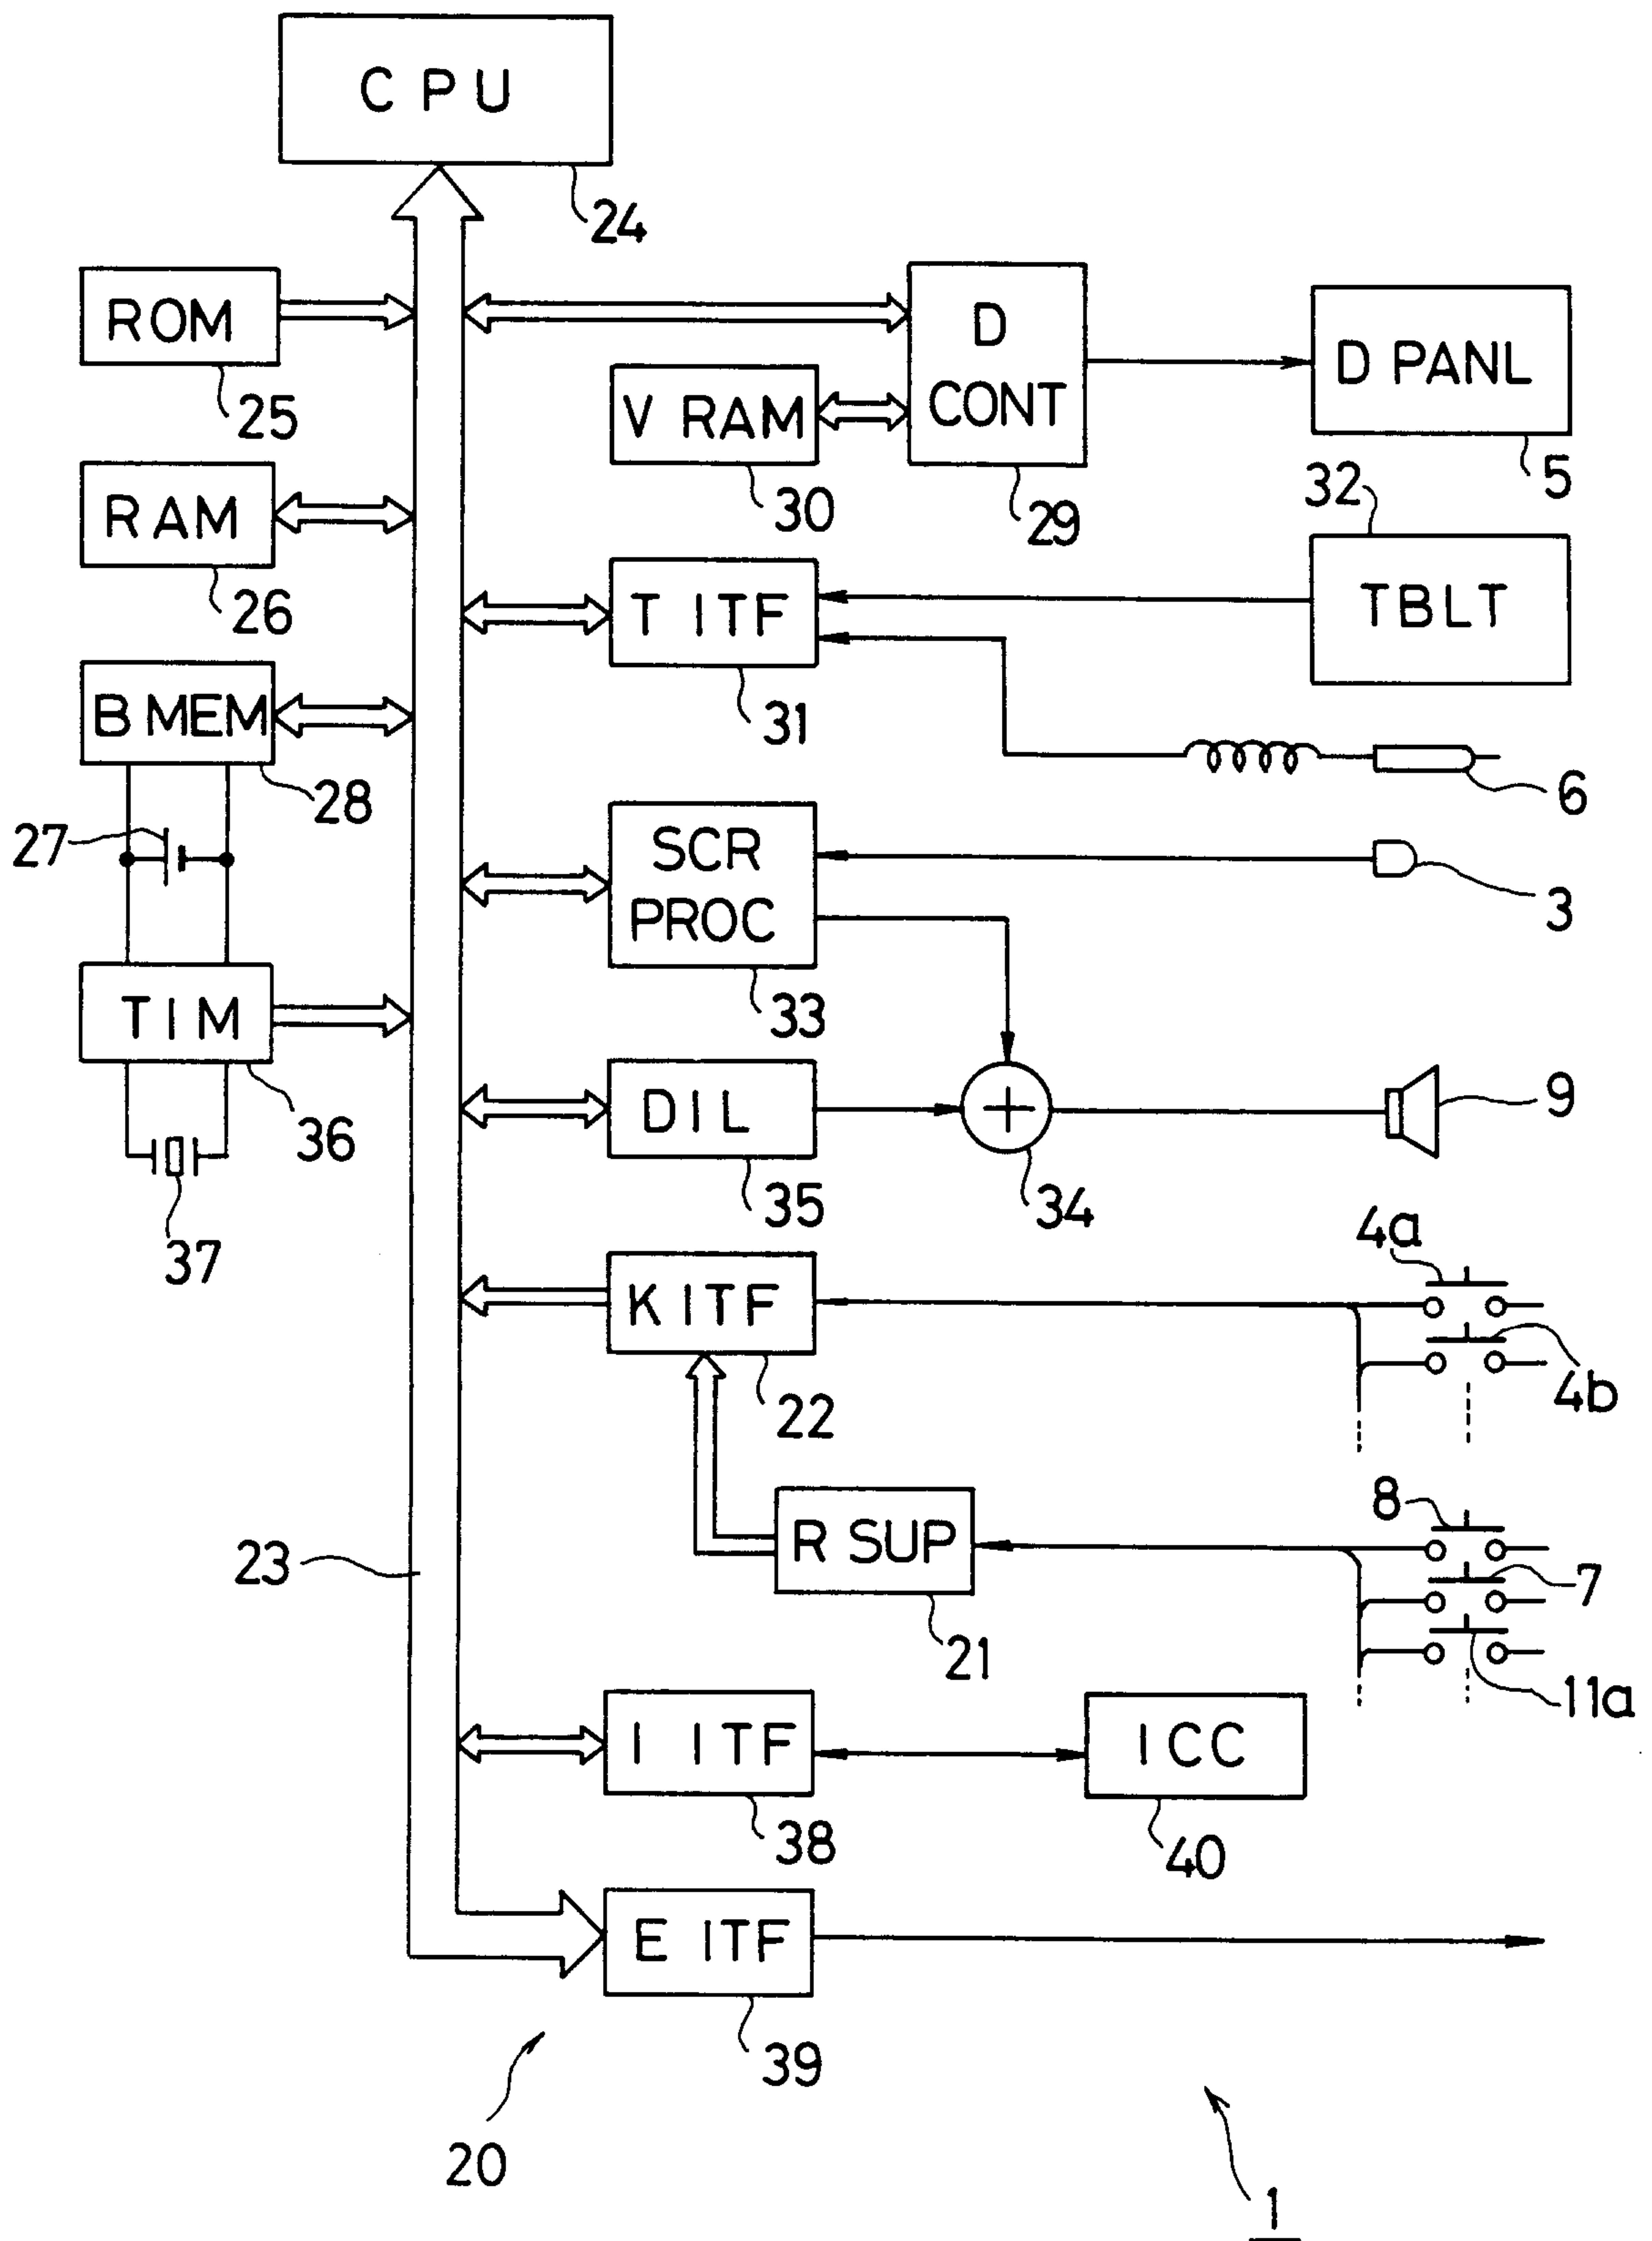 CPU
24
ROM
25
D
CONT
29
D PANL
5
V RAM
30
RAM
26
32
TBLT
T ITF
31
B MEM
28
6
27
SCR
PROC
33
3
TIM
36
DIL
35
34
9
37
4a
K ITF
22
4b
8
R SUP
21
7
23
11a
I ITF
38
ICC
40
E ITF
39
20
1